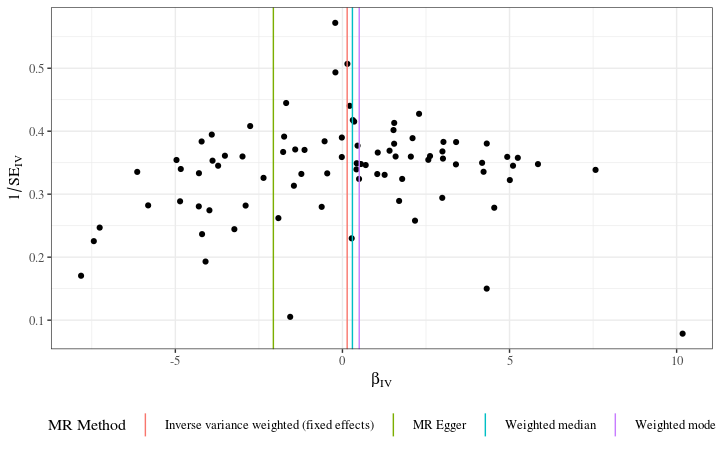 0.5
0.4
0.3
0.2
0.1
1/SE_IV
-5 0 5 10
β_IV
MR Method Inverse variance weighted (fixed effects) MR Egger Weighted median Weighted mode